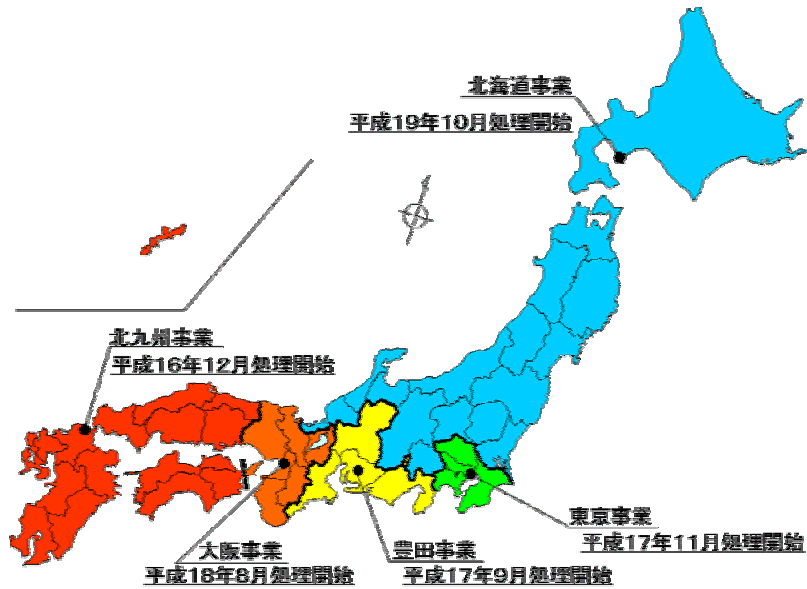 北海道事業
平成19年10月処理開始
北九州事業
平成16年12月処理開始
東京事業
平成17年11月処理開始
大阪事業
平成18年8月処理開始
豊田事業
平成17年9月処理開始